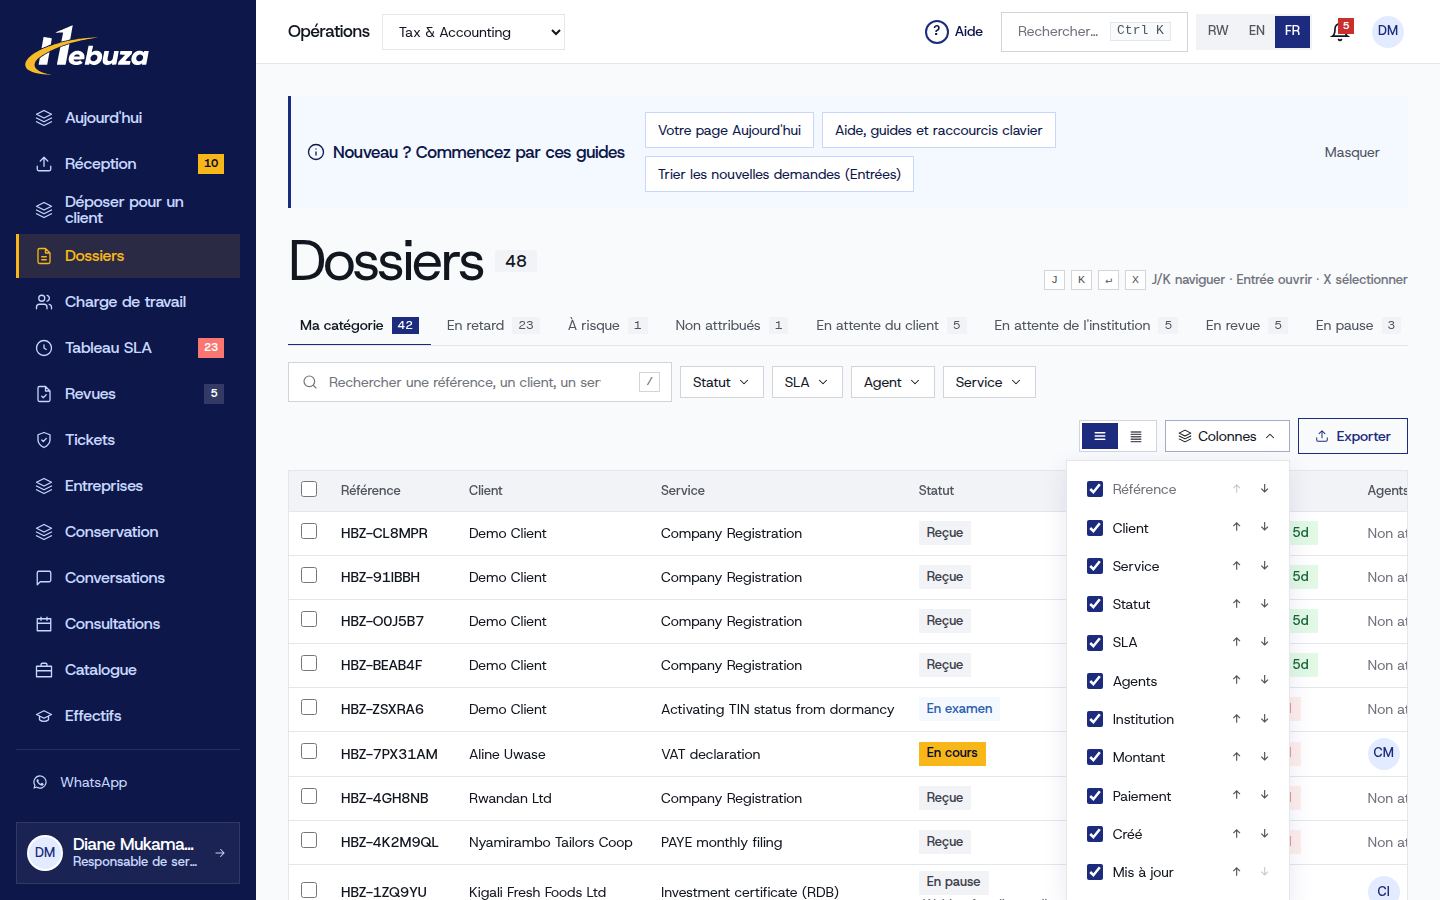 Hebuza
Opérations
Tax & Accounting
? Aide
Rechercher… Ctrl K
RW EN FR
5
DM
Aujourd'hui
Réception 10
Déposer pour un
client
Dossiers
Charge de travail
Tableau SLA 23
Revues 5
Tickets
Entreprises
Conservation
Conversations
Consultations
Catalogue
Effectifs
WhatsApp
DM
Diane Mukama…
Responsable de ser…
Nouveau ? Commencez par ces guides
Votre page Aujourd'hui
Aide, guides et raccourcis clavier
Trier les nouvelles demandes (Entrées)
Masquer
Dossiers 48
J K ↵ X J/K naviguer · Entrée ouvrir · X sélectionner
Ma catégorie 42
En retard 23
À risque 1
Non attribués 1
En attente du client 5
En attente de l'institution 5
En revue 5
En pause 3
Rechercher une référence, un client, un ser /
Statut
SLA
Agent
Service
Colonnes
Exporter
Référence Client Service Statut Agents
HBZ-CL8MPR Demo Client Company Registration Reçue 5d Non
HBZ-91IBBH Demo Client Company Registration Reçue 5d Non
HBZ-O0J5B7 Demo Client Company Registration Reçue 5d Non
HBZ-BEAB4F Demo Client Company Registration Reçue 5d Non
HBZ-ZSXRA6 Demo Client Activating TIN status from dormancy En examen Non
HBZ-7PX31AM Aline Uwase VAT declaration En cours CM
HBZ-4GH8NB Rwandan Ltd Company Registration Reçue Non
HBZ-4K2M9QL Nyamirambo Tailors Coop PAYE monthly filing Reçue Non
HBZ-1ZQ9YU Kigali Fresh Foods Ltd Investment certificate (RDB) En pause CI
Référence ↑ ↓
Client ↑ ↓
Service ↑ ↓
Statut ↑ ↓
SLA ↑ ↓
Agents ↑ ↓
Institution ↑ ↓
Montant ↑ ↓
Paiement ↑ ↓
Créé ↑ ↓
Mis à jour ↑ ↓